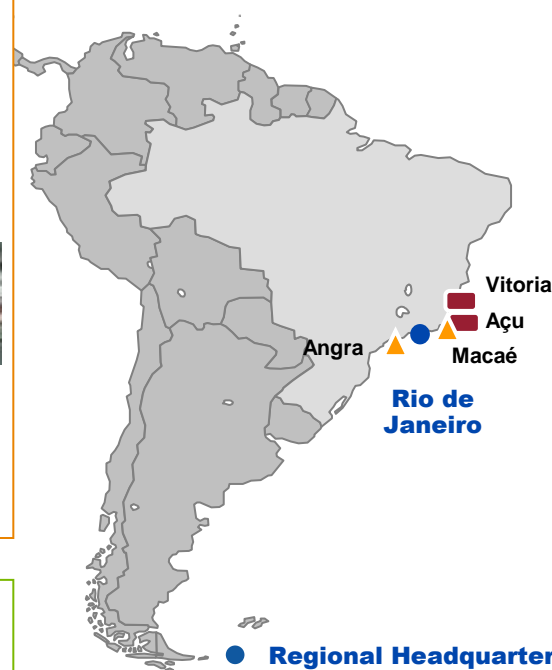 Vitoria
Açu
Angra
Macaé
Rio de
Janeiro
Regional Headquarter